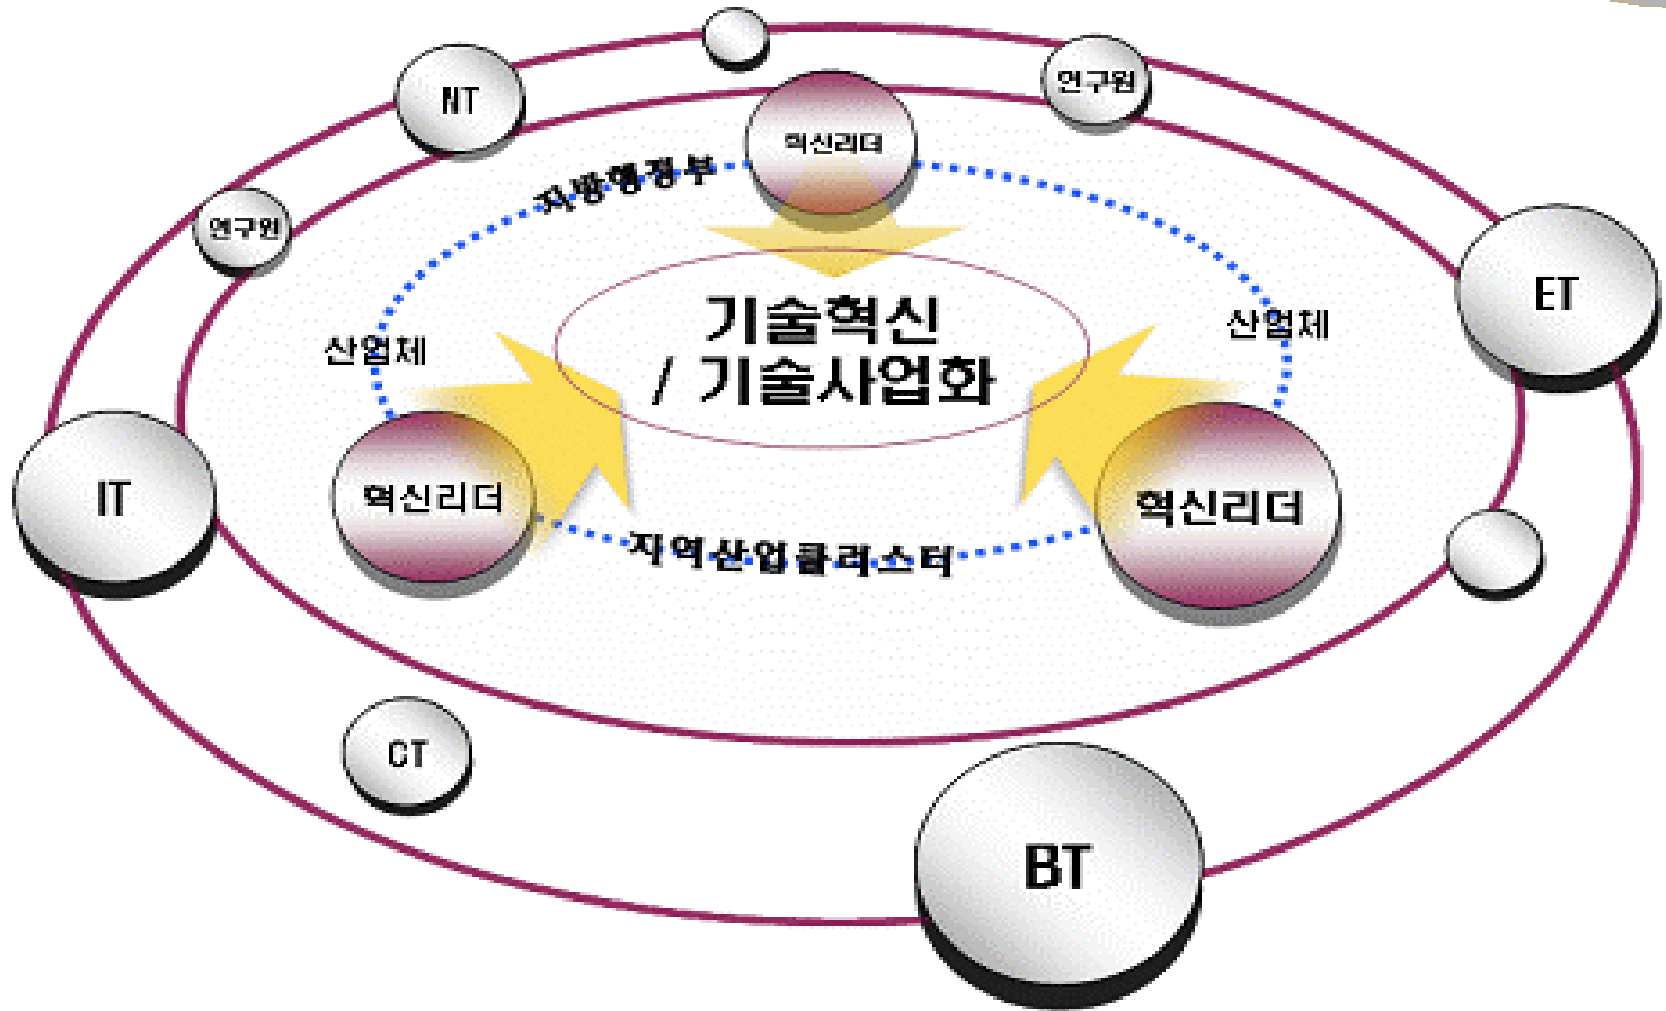 연구원
NT
혁신리더
지방행정부
연구원
ET
기술혁신
/ 기술사업화
산업체
산업체
IT
혁신리더
혁신리더
지역산업클러스터
CT
BT